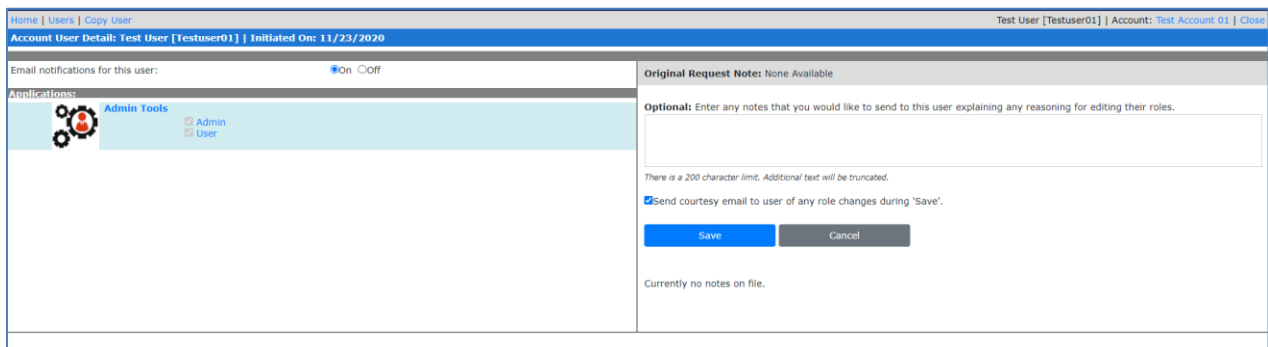 Home | Users | Copy User
Test User [Testuser01] | Account: Test Account 01 | Close
Account User Detail: Test User [Testuser01] | Initiated On: 11/23/2020
Email notifications for this user:
On Off
Applications:
Admin Tools
Admin
User
Original Request Note: None Available
Optional: Enter any notes that you would like to send to this user explaining any reasoning for editing their roles.
There is a 200 character limit. Additional text will be truncated.
Send courtesy email to user of any role changes during 'Save'.
Save
Cancel
Currently no notes on file.